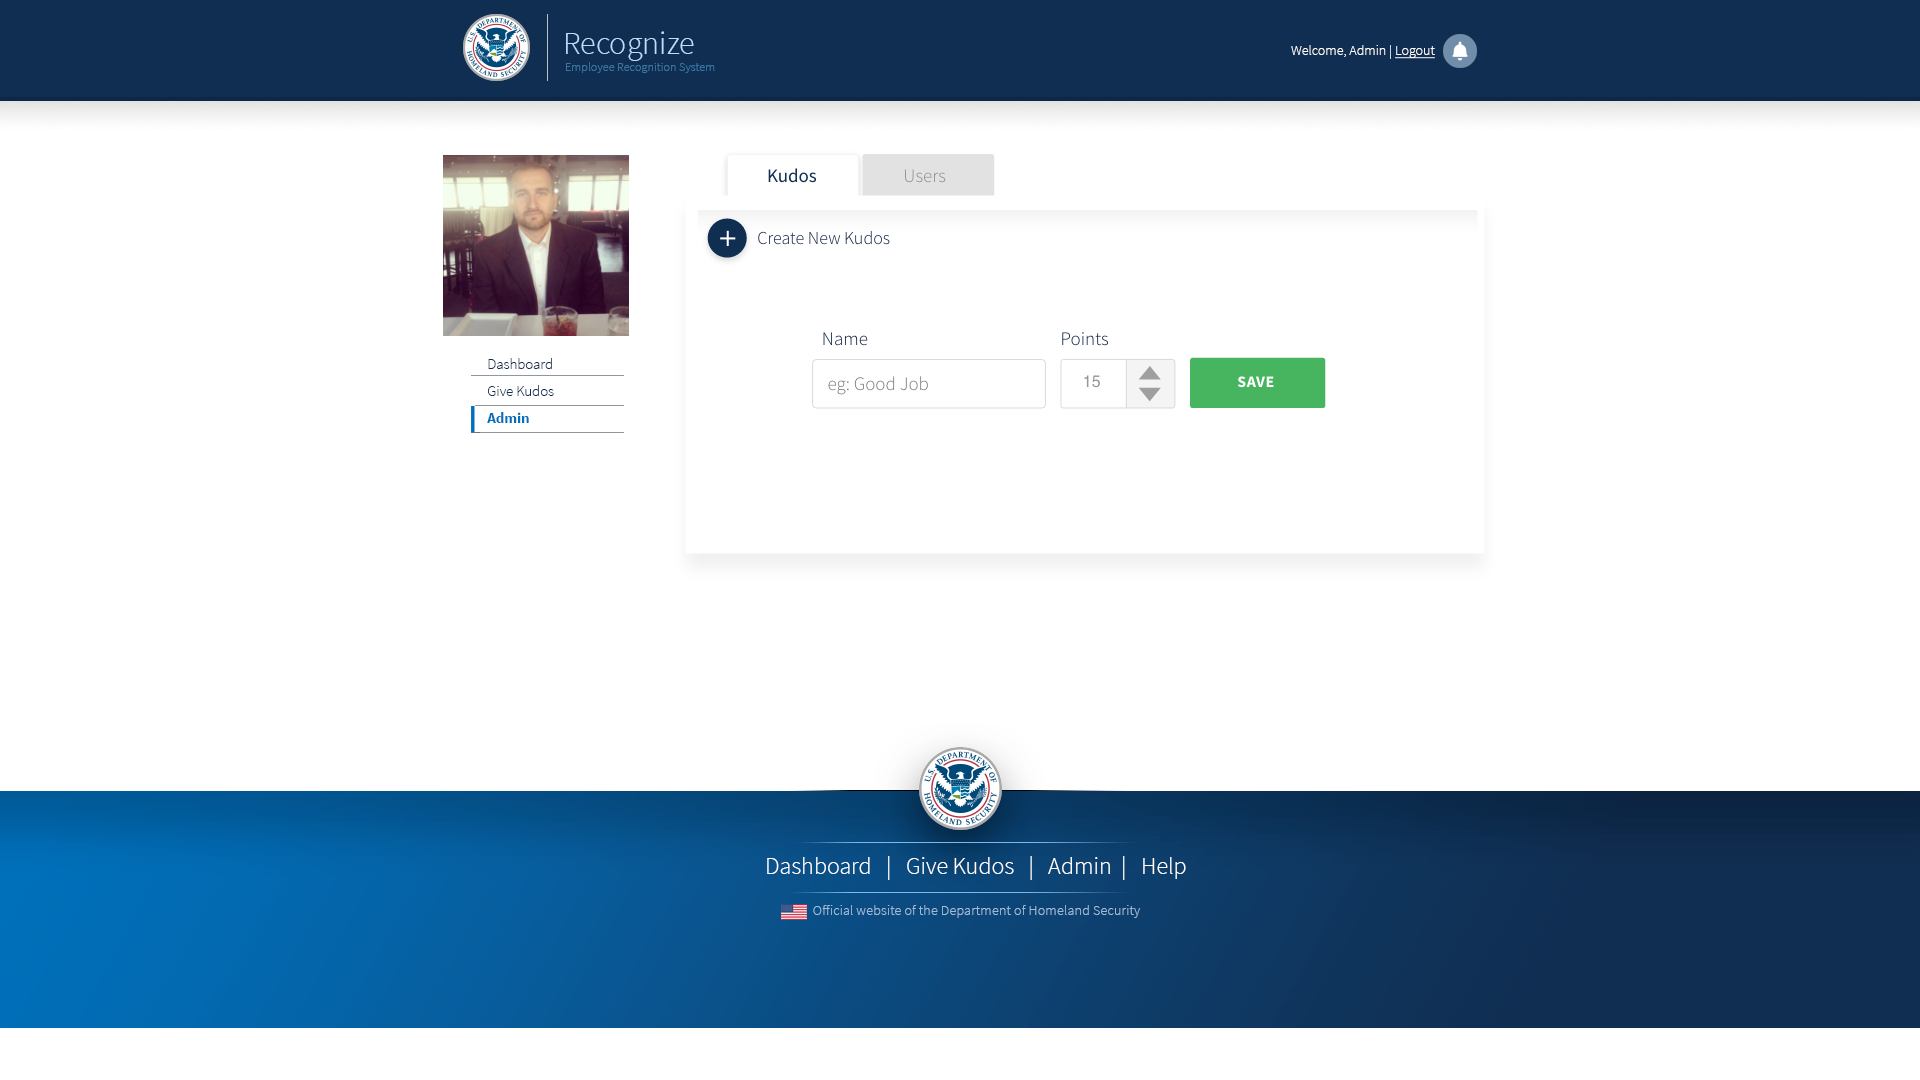 U.S. DEPARTMENT OF HOMELAND SECURITY
Recognize
Employee Recognition System
Welcome, Admin | Logout
Kudos
Users
Create New Kudos
Dashboard
Give Kudos
Admin
Name
Points
eg: Good Job
15
SAVE
U.S. DEPARTMENT OF HOMELAND SECURITY
Dashboard | Give Kudos | Admin | Help
Official website of the Department of Homeland Security